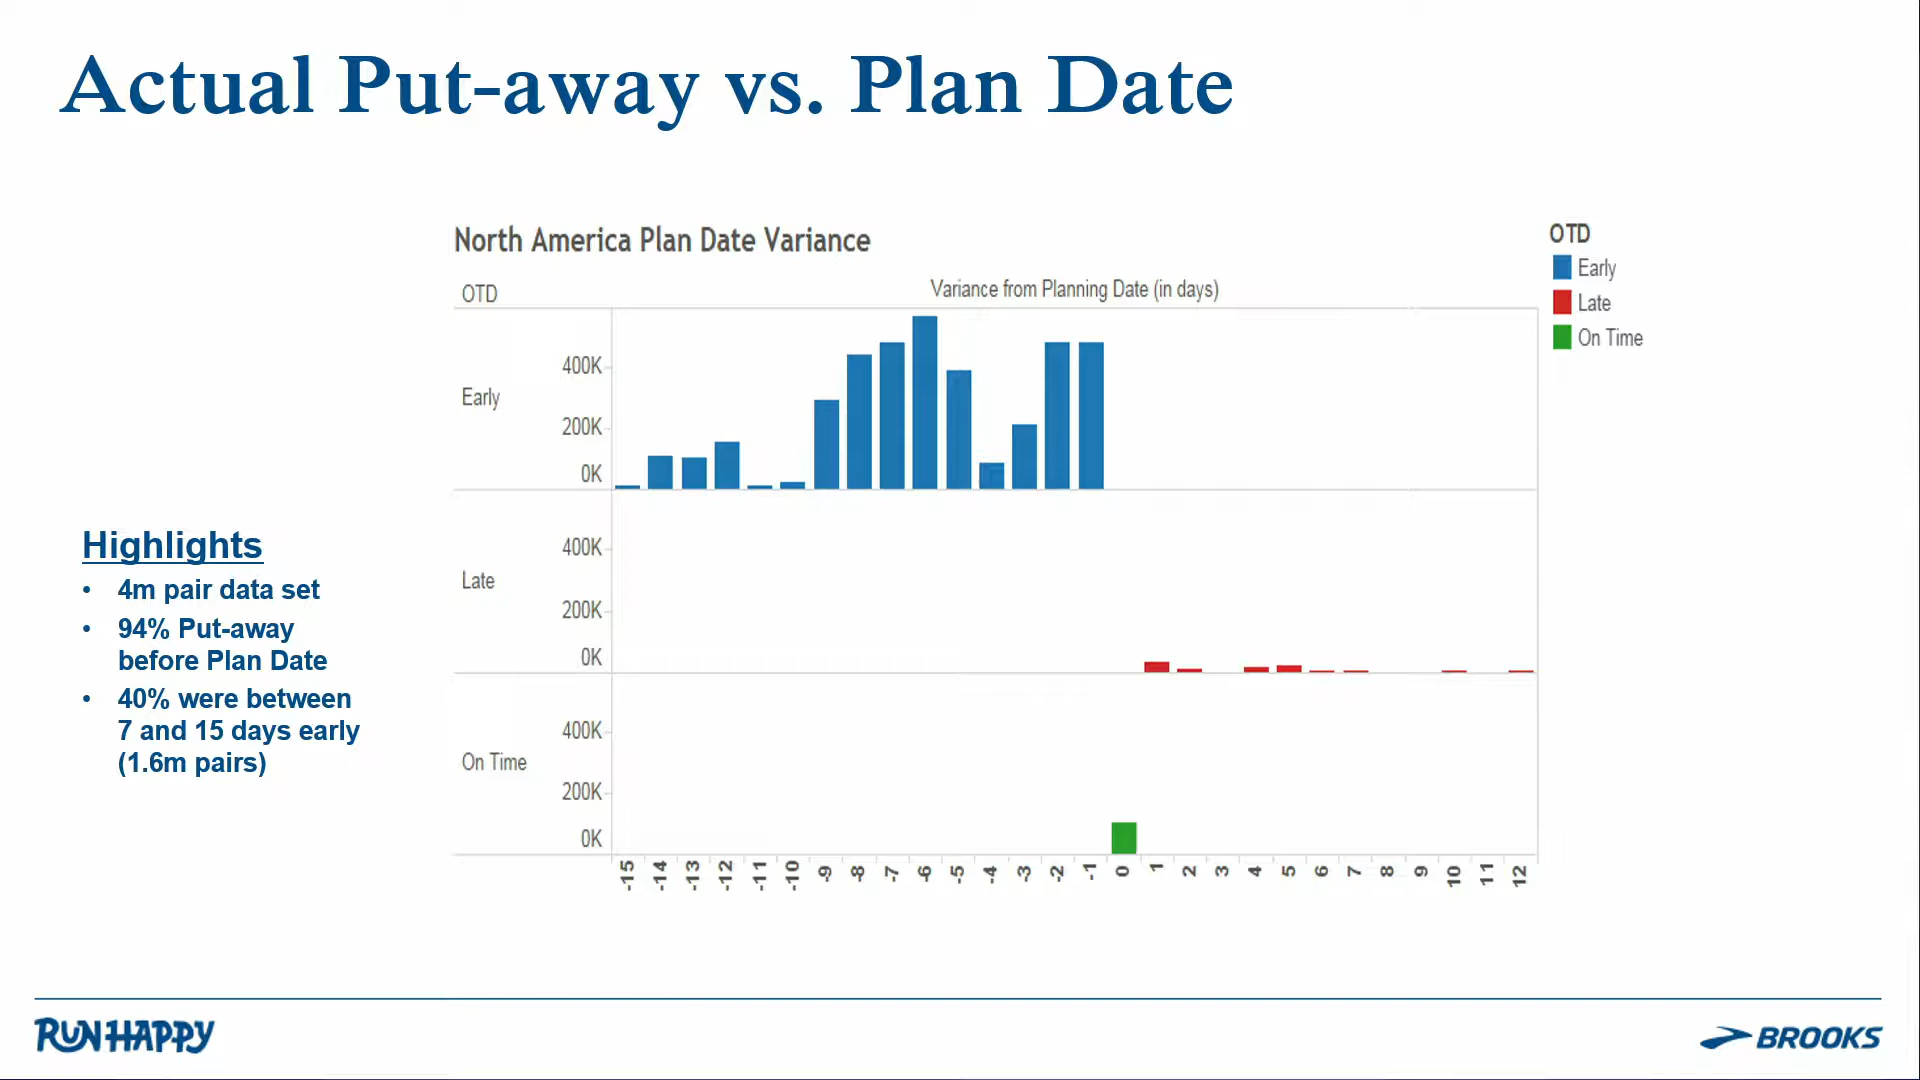 Actual Put-away vs. Plan Date
North America Plan Date Variance
OTD
Variance from Planning Date (in days)
Early
400K
200K
0K
Late
400K
200K
0K
On Time
400K
200K
0K
-15 -14 -13 -12 -11 -10 -9 -8 -7 -6 -5 -4 -3 -2 -1 0 1 2 3 4 5 6 7 8 9 10 11 12
OTD
Early
Late
On Time
Highlights
• 4m pair data set
• 94% Put-away
before Plan Date
• 40% were between
7 and 15 days early
(1.6m pairs)
RUN HAPPY
BROOKS